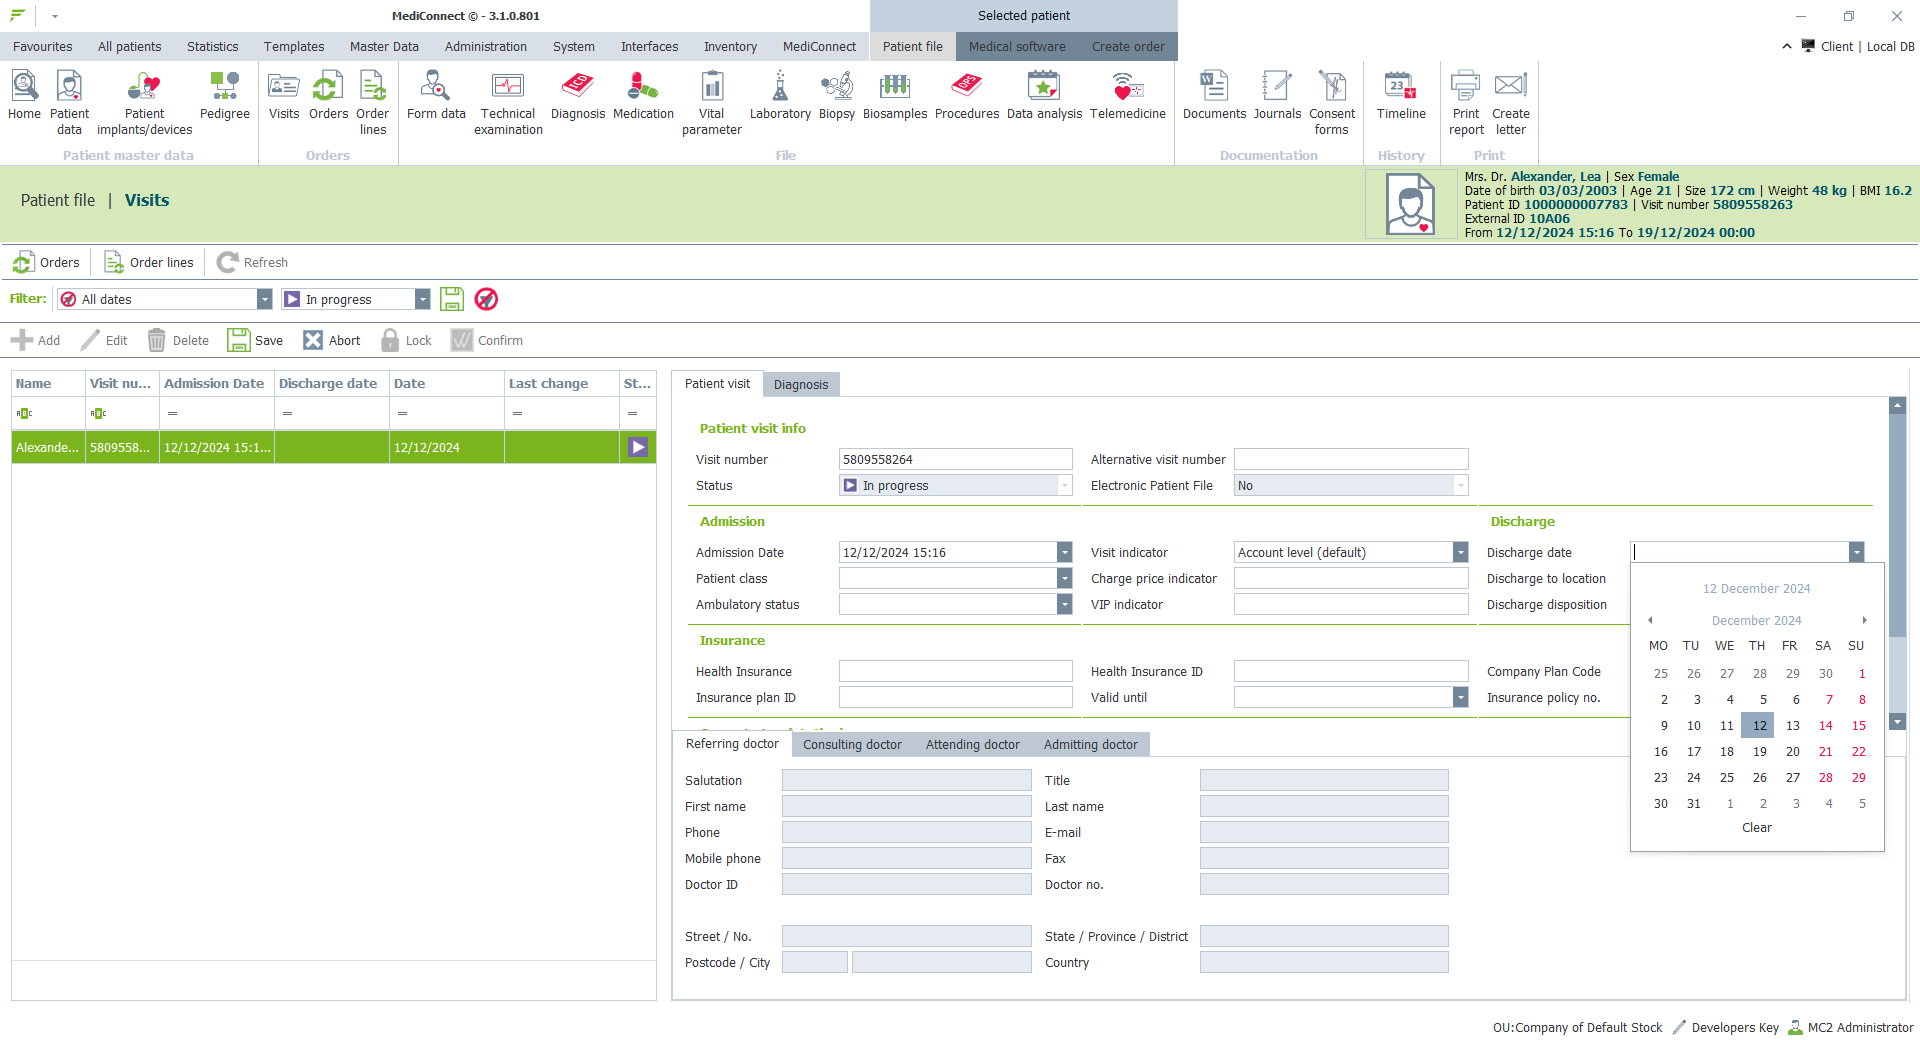 MediConnect © - 3.1.0.801
Selected patient
Favourites All patients Statistics Templates Master Data Administration System Interfaces Inventory MediConnect Patient file Medical software Create order
Client | Local DB
Home
Patient data
Patient implants/devices
Pedigree
Visits
Orders
Order lines
Form data
Technical examination
Diagnosis
Medication
Vital parameter
Laboratory
Biopsy
Biosamples
Procedures
Data analysis
Telemedicine
Documents
Journals
Consent forms
Timeline
Print report
Create letter
Patient master data
Orders
File
Documentation
History
Print
Patient file | Visits
Mrs. Dr. Alexander, Lea | Sex Female
Date of birth 03/03/2003 | Age 21 | Size 172 cm | Weight 48 kg | BMI 16.2
Patient ID 1000000007783 | Visit number 5809558263
External ID 10A06
From 12/12/2024 15:16 To 19/12/2024 00:00
Orders
Order lines
Refresh
Filter: All dates In progress
Add Edit Delete Save Abort Lock Confirm
Name Visit nu... Admission Date Discharge date Date Last change St...
ABC ABC = = = = =
Alexande... 5809558... 12/12/2024 15:1... 12/12/2024
Patient visit Diagnosis
Patient visit info
Visit number 5809558264 Alternative visit number
Status In progress Electronic Patient File No
Admission Discharge
Admission Date 12/12/2024 15:16 Visit indicator Account level (default) Discharge date
Patient class Charge price indicator Discharge to location
Ambulatory status VIP indicator Discharge disposition
Insurance
Health Insurance Health Insurance ID Company Plan Code
Insurance plan ID Valid until Insurance policy no.
12 December 2024
December 2024
MO TU WE TH FR SA SU
25 26 27 28 29 30 1
2 3 4 5 6 7 8
9 10 11 12 13 14 15
16 17 18 19 20 21 22
23 24 25 26 27 28 29
30 31 1 2 3 4 5
Clear
Referring doctor Consulting doctor Attending doctor Admitting doctor
Salutation Title
First name Last name
Phone E-mail
Mobile phone Fax
Doctor ID Doctor no.
Street / No. State / Province / District
Postcode / City Country
OU:Company of Default Stock Developers Key MC2 Administrator